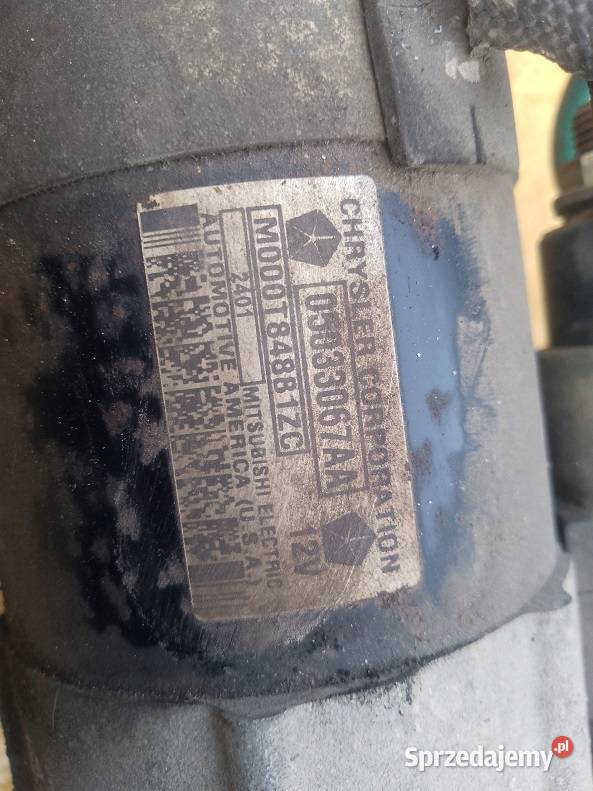 CHRYSLER CORPORATION
05033067AA 12V
M000T84881ZC
2401 MITSUBISHI ELECTRIC
AUTOMOTIVE AMERICA (U.S.A.)
Sprzedajemy.pl